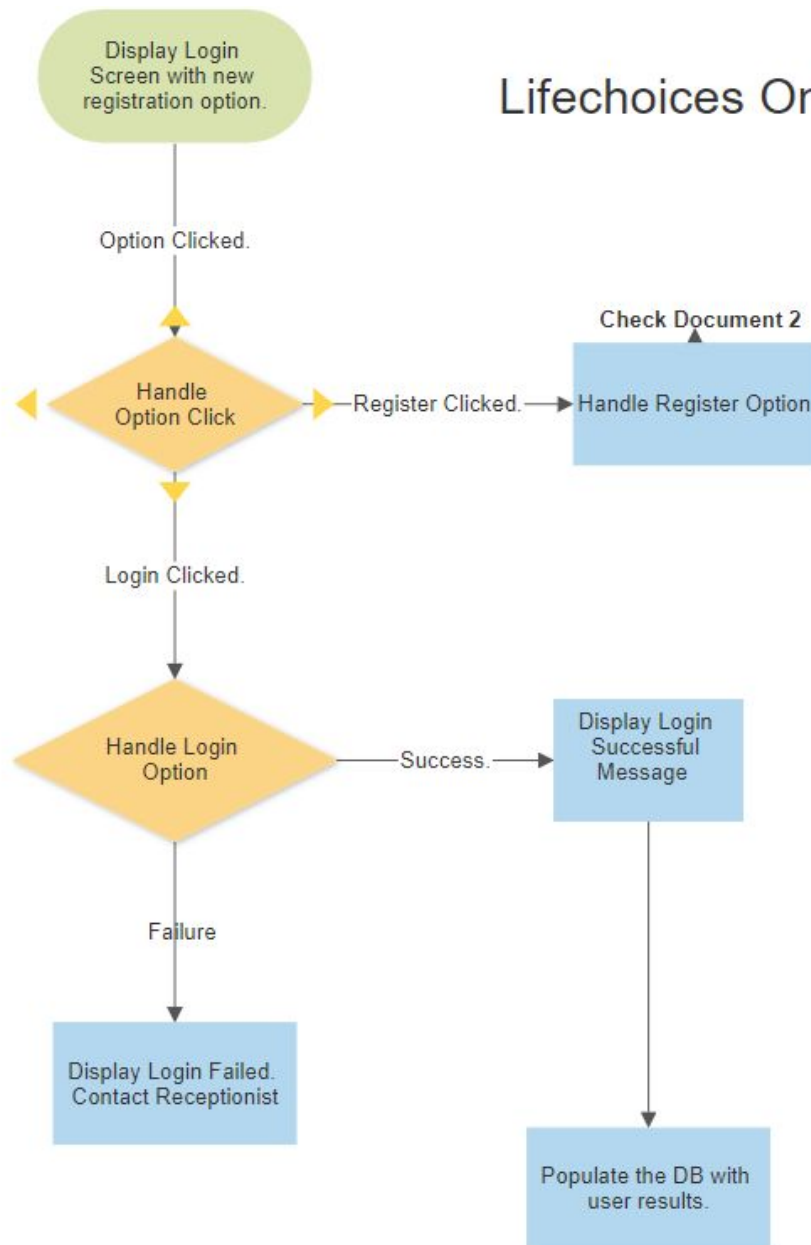 Display Login
Screen with new
registration option.
Lifechoices On
Option Clicked.
Check Document 2
Handle
Option Click
Register Clicked.
Handle Register Option
Login Clicked.
Handle Login
Option
Success.
Display Login
Successful
Message
Failure
Display Login Failed.
Contact Receptionist
Populate the DB with
user results.